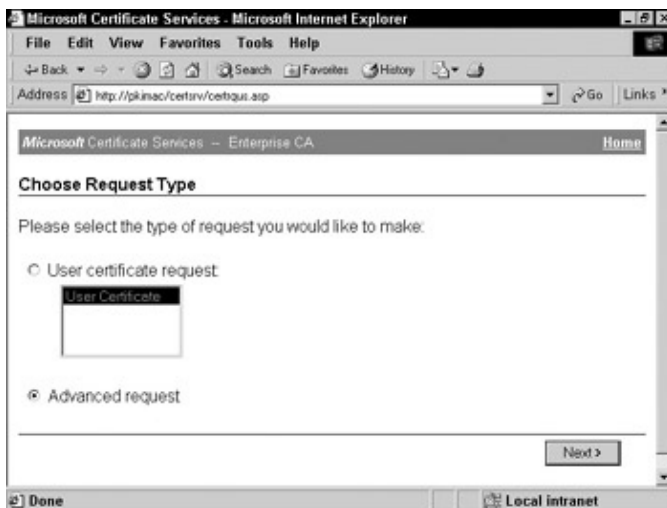 Microsoft Certificate Services - Microsoft Internet Explorer
File Edit View Favorites Tools Help
Back Search Favorites History
Address http://pkimac/certsrv/certrqus.asp Go Links
Microsoft Certificate Services -- Enterprise CA Home
Choose Request Type
Please select the type of request you would like to make:
User certificate request:
User Certificate
Advanced request
Next >
Done Local intranet